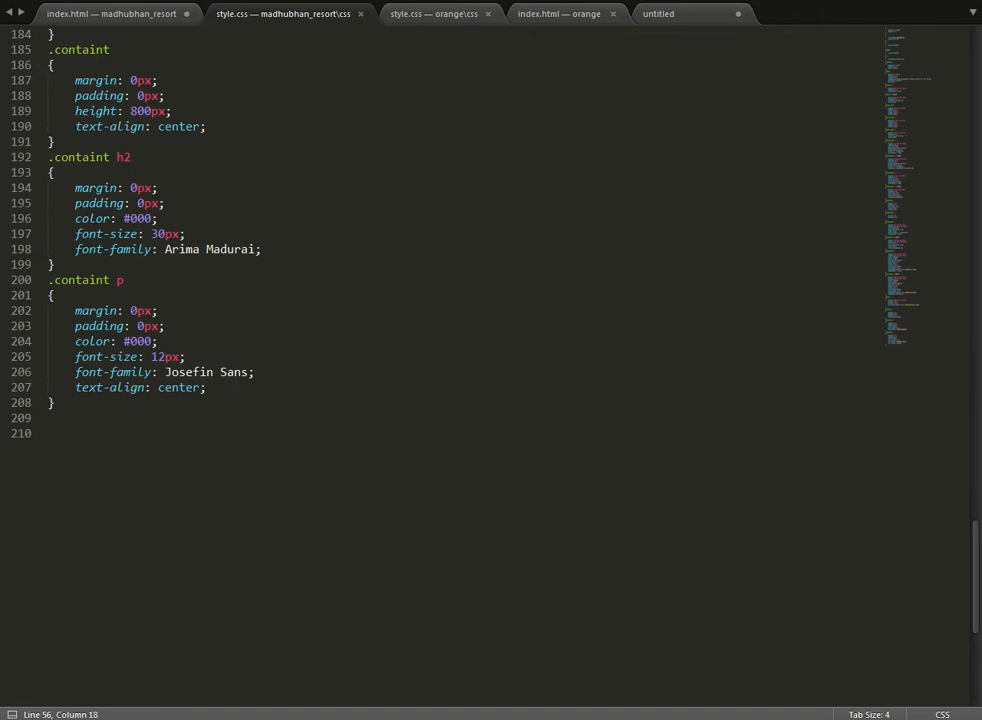 index.html — madhubhan_resort
style.css — madhubhan_resort\css
style.css — orange\css
index.html — orange
untitled
184 }
185 .containt
186 {
187 margin: 0px;
188 padding: 0px;
189 height: 800px;
190 text-align: center;
191 }
192 .containt h2
193 {
194 margin: 0px;
195 padding: 0px;
196 color: #000;
197 font-size: 30px;
198 font-family: Arima Madurai;
199 }
200 .containt p
201 {
202 margin: 0px;
203 padding: 0px;
204 color: #000;
205 font-size: 12px;
206 font-family: Josefin Sans;
207 text-align: center;
208 }
209
210
Line 56, Column 18
Tab Size: 4
CSS